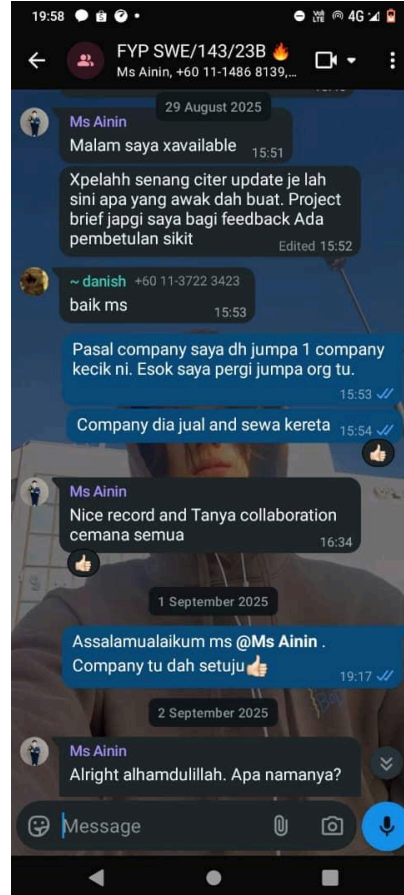 19:58
4G
FYP SWE/143/23B 🔥
Ms Ainin, +60 11-1486 8139,...
29 August 2025
Ms Ainin
Malam saya xavailable 15:51
Xpelahh senang citer update je lah
sini apa yang awak dah buat. Project
brief japgi saya bagi feedback Ada
pembetulan sikit
Edited 15:52
~ danish +60 11-3722 3423
baik ms
15:53
Pasal company saya dh jumpa 1 company
kecik ni. Esok saya pergi jumpa org tu.
15:53
Company dia jual and sewa kereta 15:54
👍🏻
Ms Ainin
Nice record and Tanya collaboration
cemana semua
16:34
👍🏻
1 September 2025
Assalamualaikum ms @Ms Ainin .
Company tu dah setuju👍🏻
19:17
2 September 2025
Ms Ainin
Alright alhamdulillah. Apa namanya?
Message